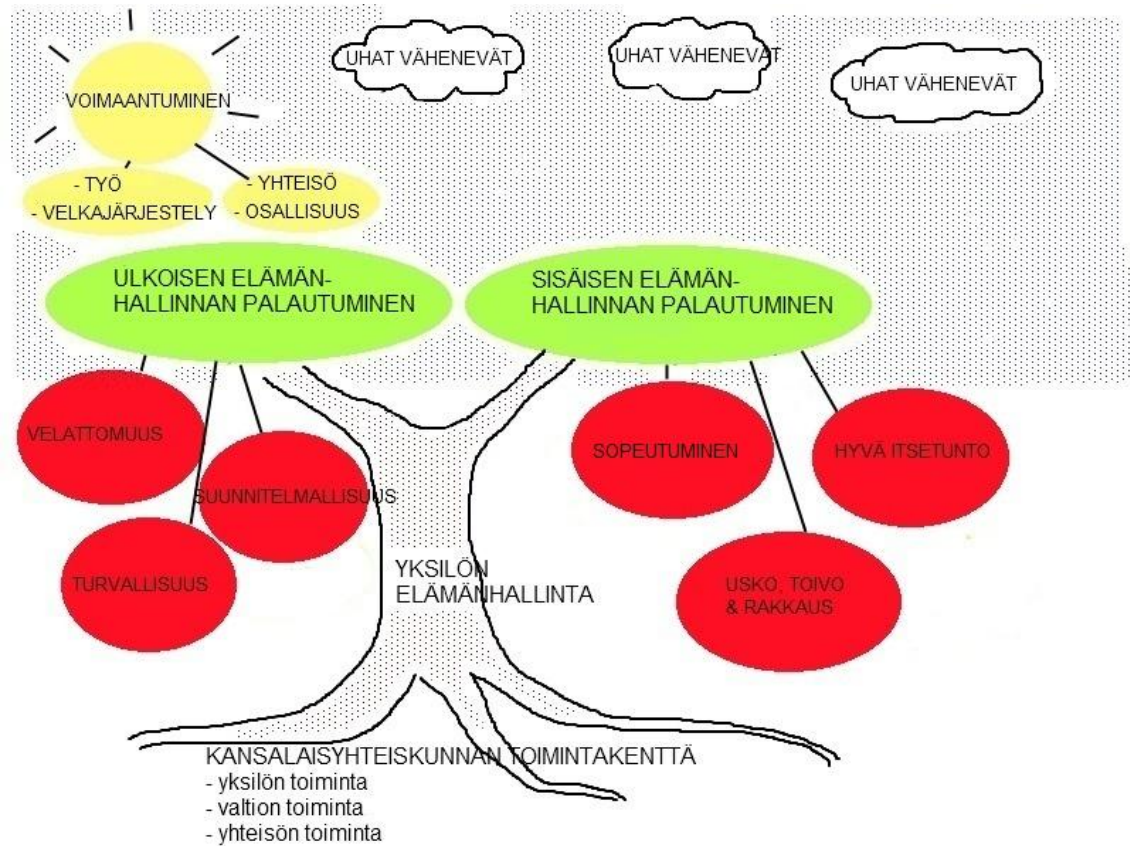 UHAT VÄHENEVÄT
UHAT VÄHENEVÄT
UHAT VÄHENEVÄT
VOIMAANTUMINEN
- TYÖ
- VELKAJÄRJESTELY
- YHTEISÖ
- OSALLISUUS
ULKOISEN ELÄMÄN-
HALLINNAN PALAUTUMINEN
SISÄISEN ELÄMÄN-
HALLINNAN PALAUTUMINEN
VELATTOMUUS
SUUNNITELMALLISUUS
TURVALLISUUS
SOPEUTUMINEN
HYVÄ ITSETUNTO
USKO, TOIVO
& RAKKAUS
YKSILÖN
ELÄMÄNHALLINTA
KANSALAISYHTEISKUNNAN TOIMINTAKENTTÄ
- yksilön toiminta
- valtion toiminta
- yhteisön toiminta